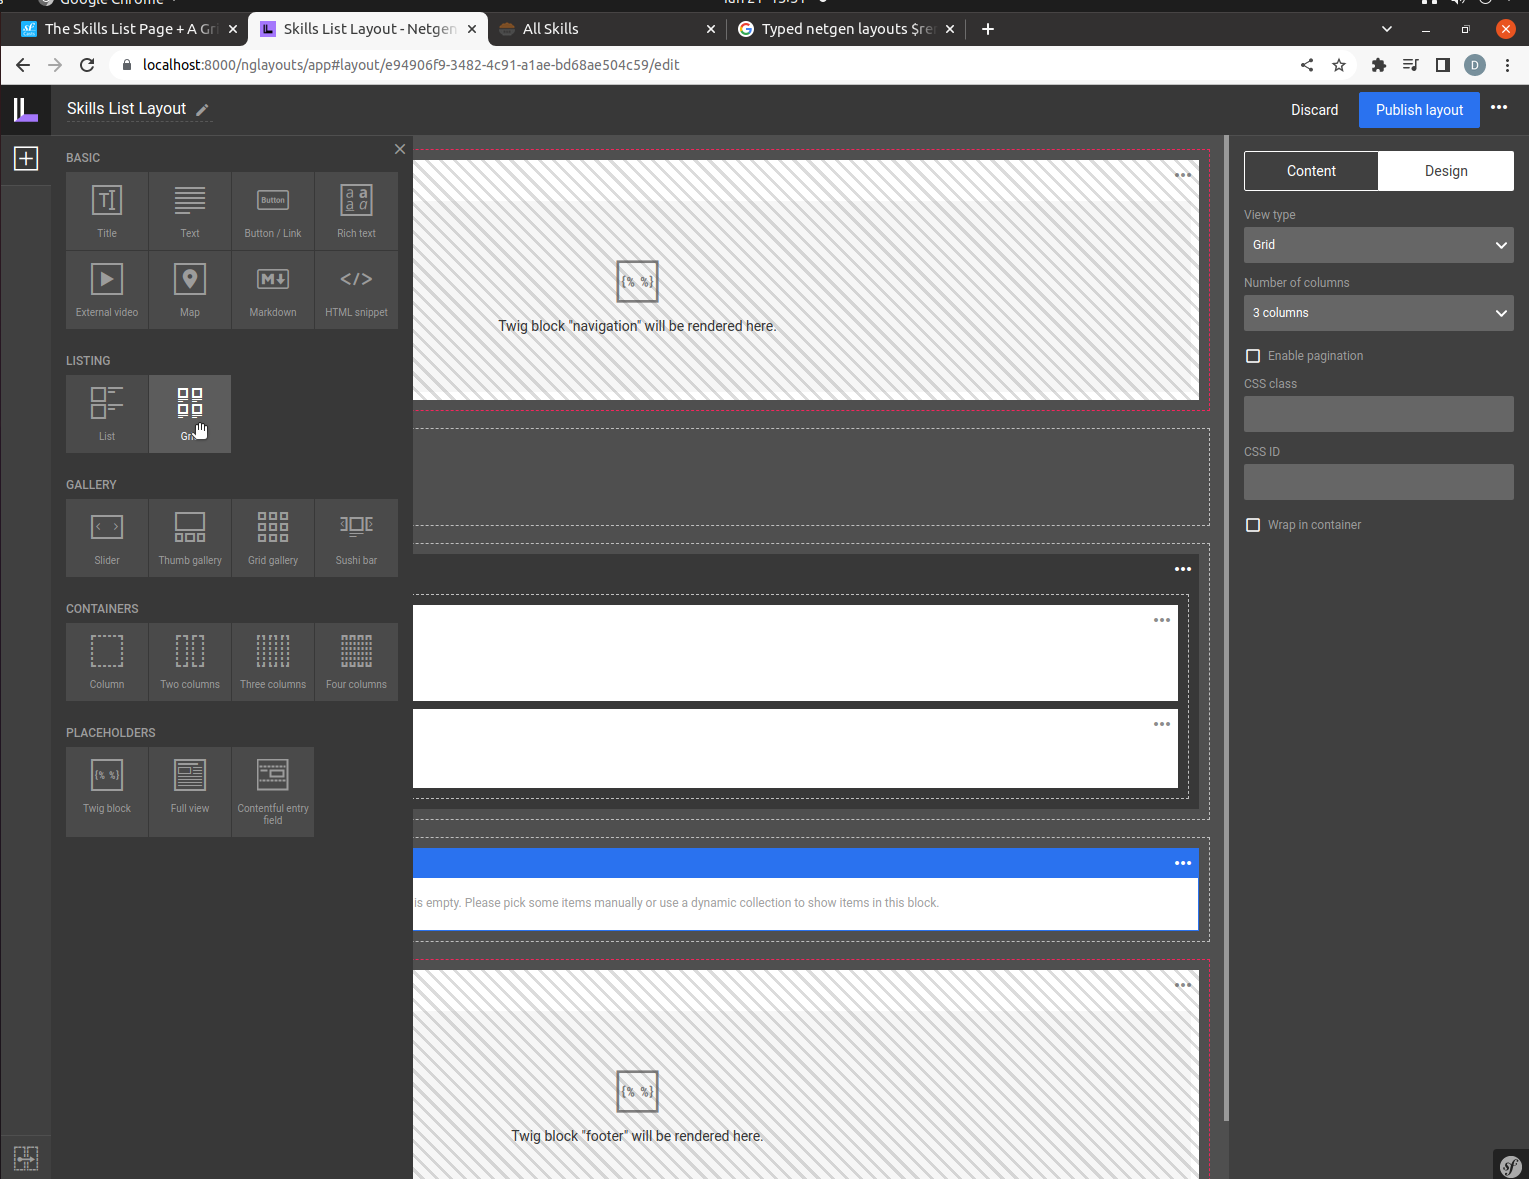 Google Chrome
The Skills List Page + A Gri
Skills List Layout - Netgen
All Skills
Typed netgen layouts $re
localhost:8000/nglayouts/app#layout/e94906f9-3482-4c91-a1ae-bd68ae504c59/edit
D
Skills List Layout
Discard
Publish layout
BASIC
Title
Text
Button
Button / Link
Rich text
External video
Map
Markdown
HTML snippet
LISTING
List
GALLERY
Slider
Thumb gallery
Grid gallery
Sushi bar
CONTAINERS
Column
Two columns
Three columns
Four columns
PLACEHOLDERS
{% %}
Twig block
Full view
Contentful entry
field
{% %}
Twig block "navigation" will be rendered here.
is empty. Please pick some items manually or use a dynamic collection to show items in this block.
{% %}
Twig block "footer" will be rendered here.
Content
Design
View type
Grid
Number of columns
3 columns
Enable pagination
CSS class
CSS ID
Wrap in container
sf